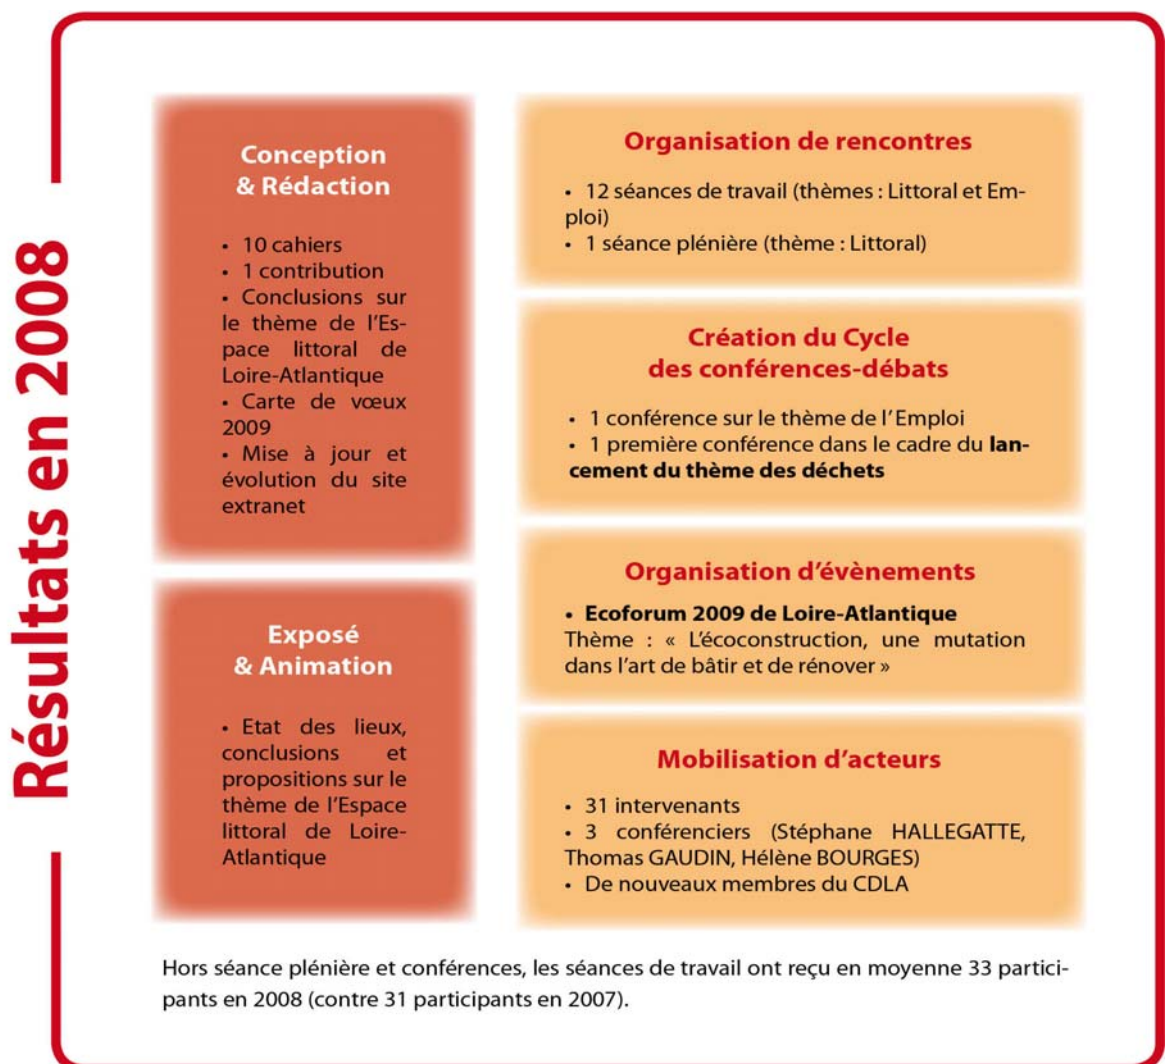 Résultats en 2008
Conception
& Rédaction
• 10 cahiers
• 1 contribution
• Conclusions sur
le thème de l'Es-
pace littoral de
Loire-Atlantique
• Carte de vœux
2009
• Mise à jour et
évolution du site
extranet
Exposé
& Animation
• Etat des lieux,
conclusions et
propositions sur le
thème de l'Espace
littoral de Loire-
Atlantique
Organisation de rencontres
• 12 séances de travail (thèmes : Littoral et Em-
ploi)
• 1 séance plénière (thème : Littoral)
Création du Cycle
des conférences-débats
• 1 conférence sur le thème de l'Emploi
• 1 première conférence dans le cadre du lan-
cement du thème des déchets
Organisation d'évènements
• Ecoforum 2009 de Loire-Atlantique
Thème : « L'écoconstruction, une mutation
dans l'art de bâtir et de rénover »
Mobilisation d'acteurs
• 31 intervenants
• 3 conférenciers (Stéphane HALLEGATTE,
Thomas GAUDIN, Hélène BOURGES)
• De nouveaux membres du CDLA
Hors séance plénière et conférences, les séances de travail ont reçu en moyenne 33 partici-
pants en 2008 (contre 31 participants en 2007).